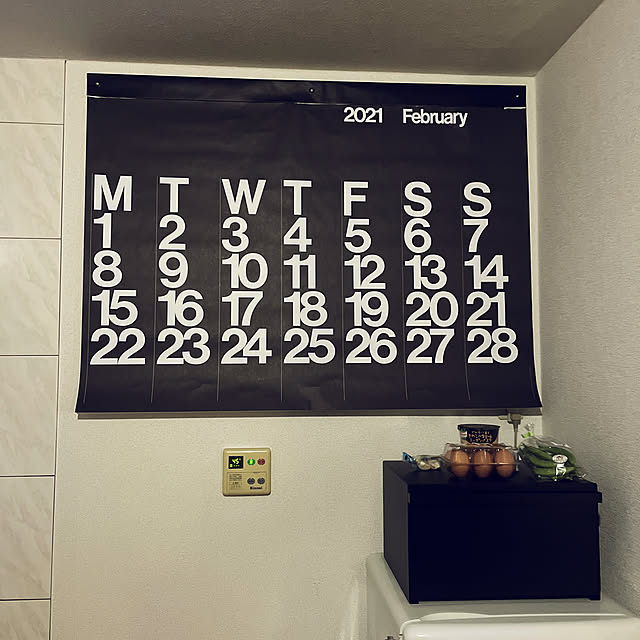 2021 February
M T W T F S S
1 2 3 4 5 6 7
8 9 10 11 12 13 14
15 16 17 18 19 20 21
22 23 24 25 26 27 28
Rinnai